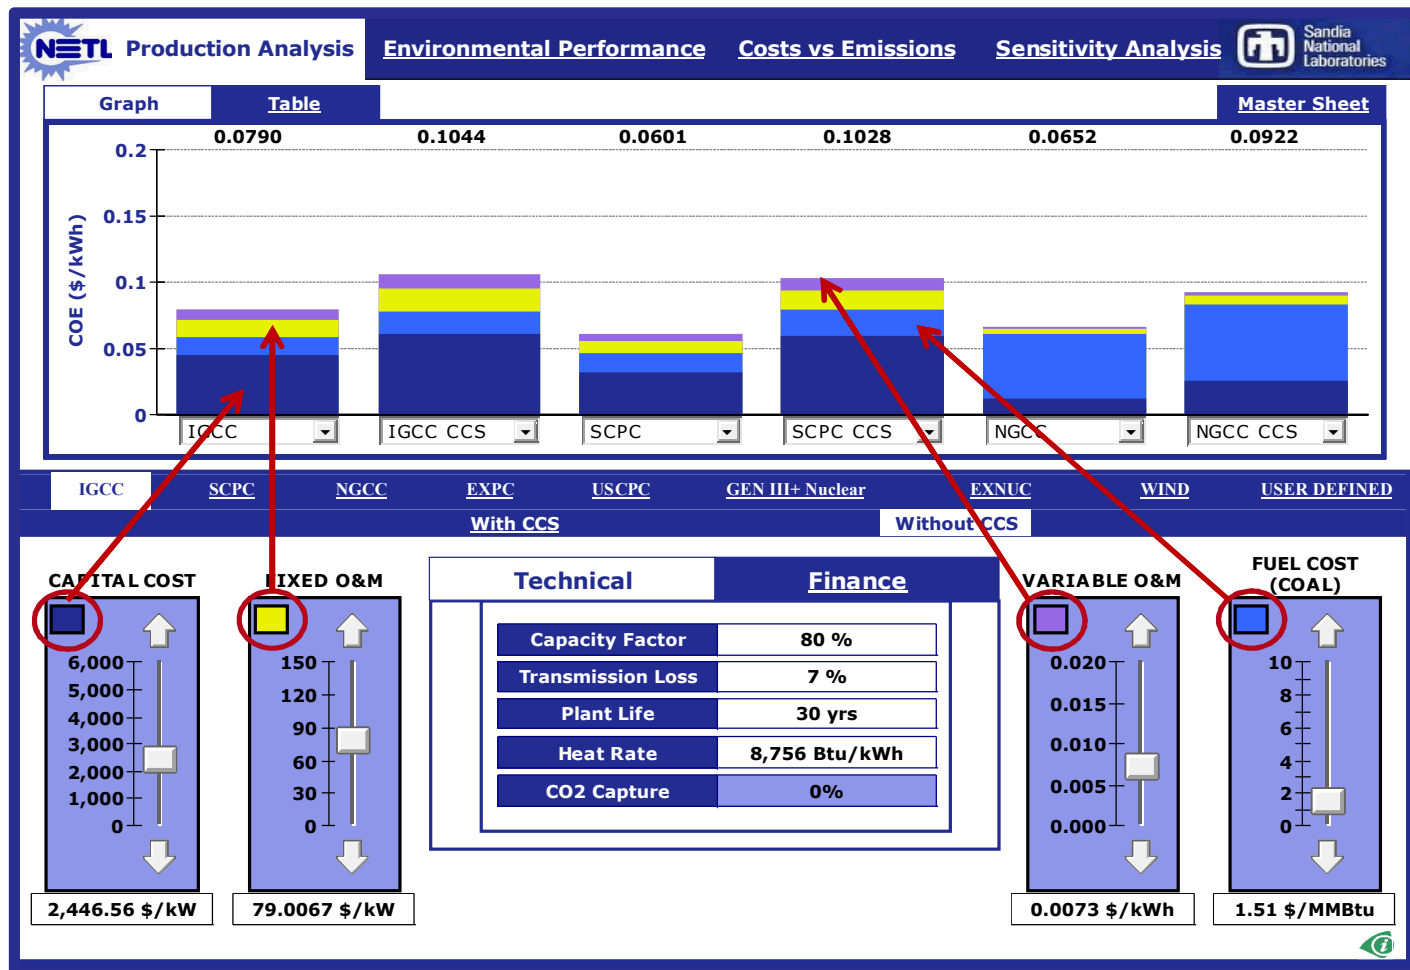 NETL Production Analysis Environmental Performance Costs vs Emissions Sensitivity Analysis
Sandia
National
Laboratories
Graph Table Master Sheet
0.0790 0.1044 0.0601 0.1028 0.0652 0.0922
0.2
0.15
0.1
0.05
0
COE ($/kWh)
IGCC IGCC CCS SCPC SCPC CCS NGCC NGCC CCS
IGCC SCPC NGCC EXPC USCPC GEN III+ Nuclear EXNUC WIND USER DEFINED
With CCS Without CCS
CAPITAL COST
6,000
5,000
4,000
3,000
2,000
1,000
0
2,446.56 $/kW
FIXED O&M
150
120
90
60
30
0
79.0067 $/kW
Technical Finance
Capacity Factor 80 %
Transmission Loss 7 %
Plant Life 30 yrs
Heat Rate 8,756 Btu/kWh
CO2 Capture 0%
VARIABLE O&M
0.020
0.015
0.010
0.005
0.000
0.0073 $/kWh
FUEL COST
(COAL)
10
8
6
4
2
0
1.51 $/MMBtu
i